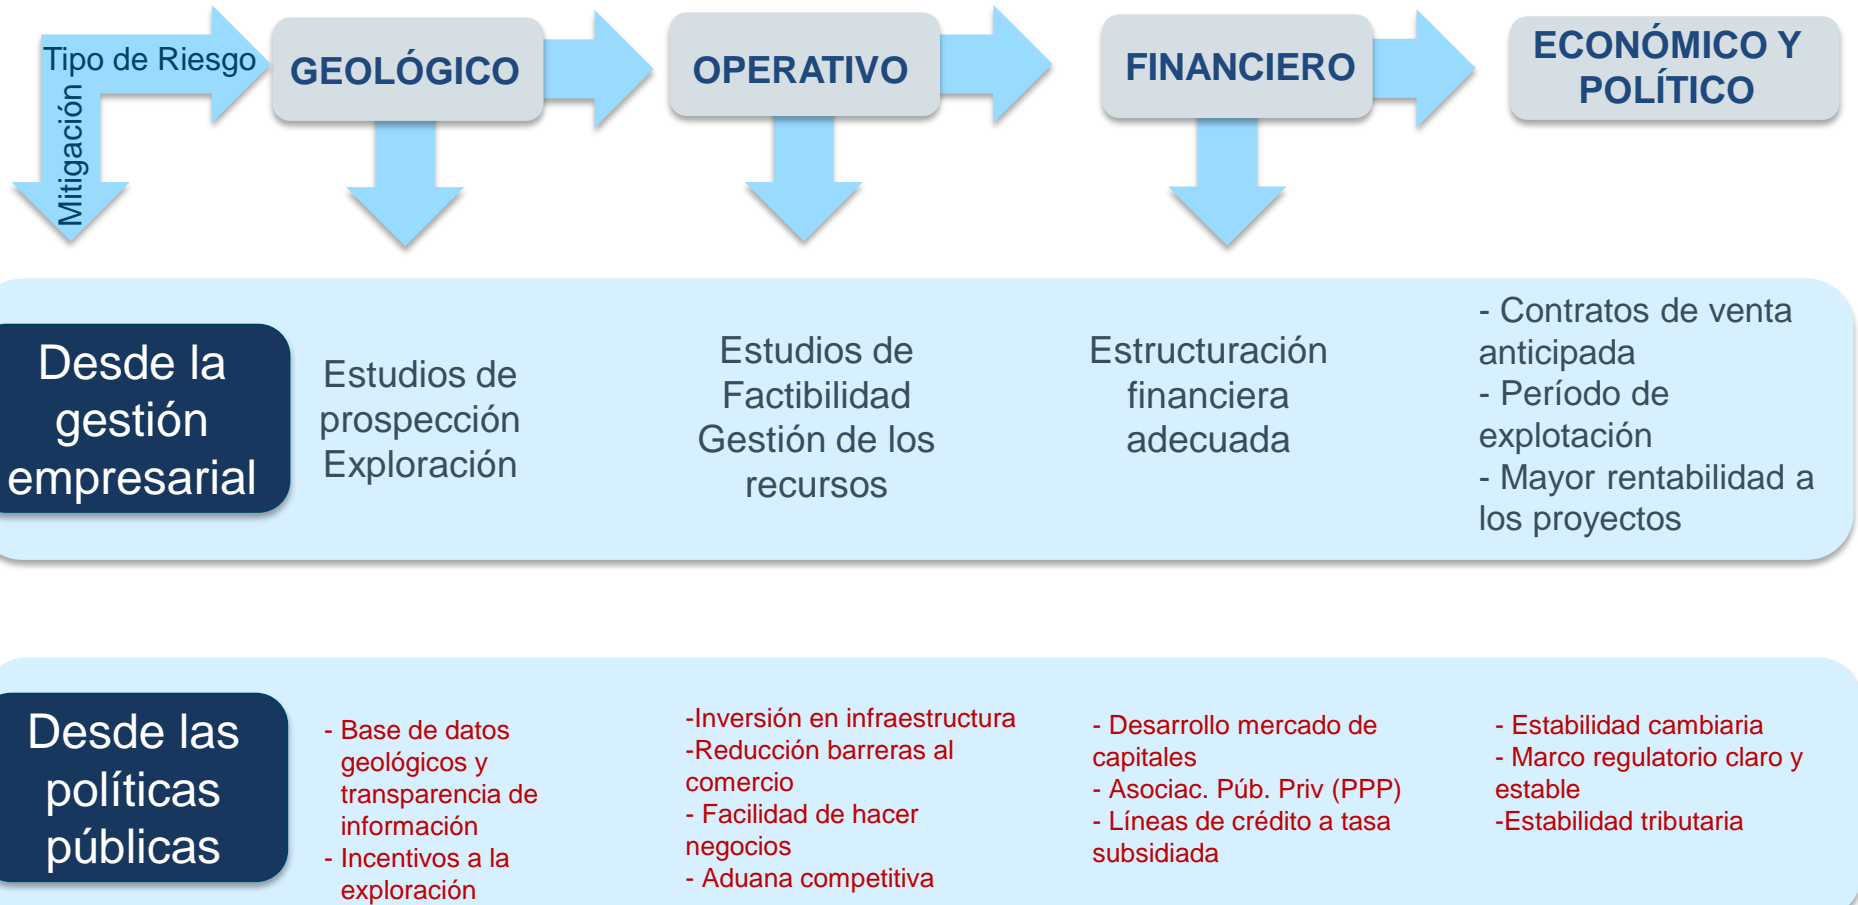 Tipo de Riesgo
Mitigación
GEOLÓGICO
OPERATIVO
FINANCIERO
ECONÓMICO Y
POLÍTICO
Desde la
gestión
empresarial
Estudios de
prospección
Exploración
Estudios de
Factibilidad
Gestión de los
recursos
Estructuración
financiera
adecuada
- Contratos de venta
anticipada
- Período de
explotación
- Mayor rentabilidad a
los proyectos
Desde las
políticas
públicas
- Base de datos
geológicos y
transparencia de
información
- Incentivos a la
exploración
-Inversión en infraestructura
-Reducción barreras al
comercio
- Facilidad de hacer
negocios
- Aduana competitiva
- Desarrollo mercado de
capitales
- Asociac. Púb. Priv (PPP)
- Líneas de crédito a tasa
subsidiada
- Estabilidad cambiaria
- Marco regulatorio claro y
estable
-Estabilidad tributaria